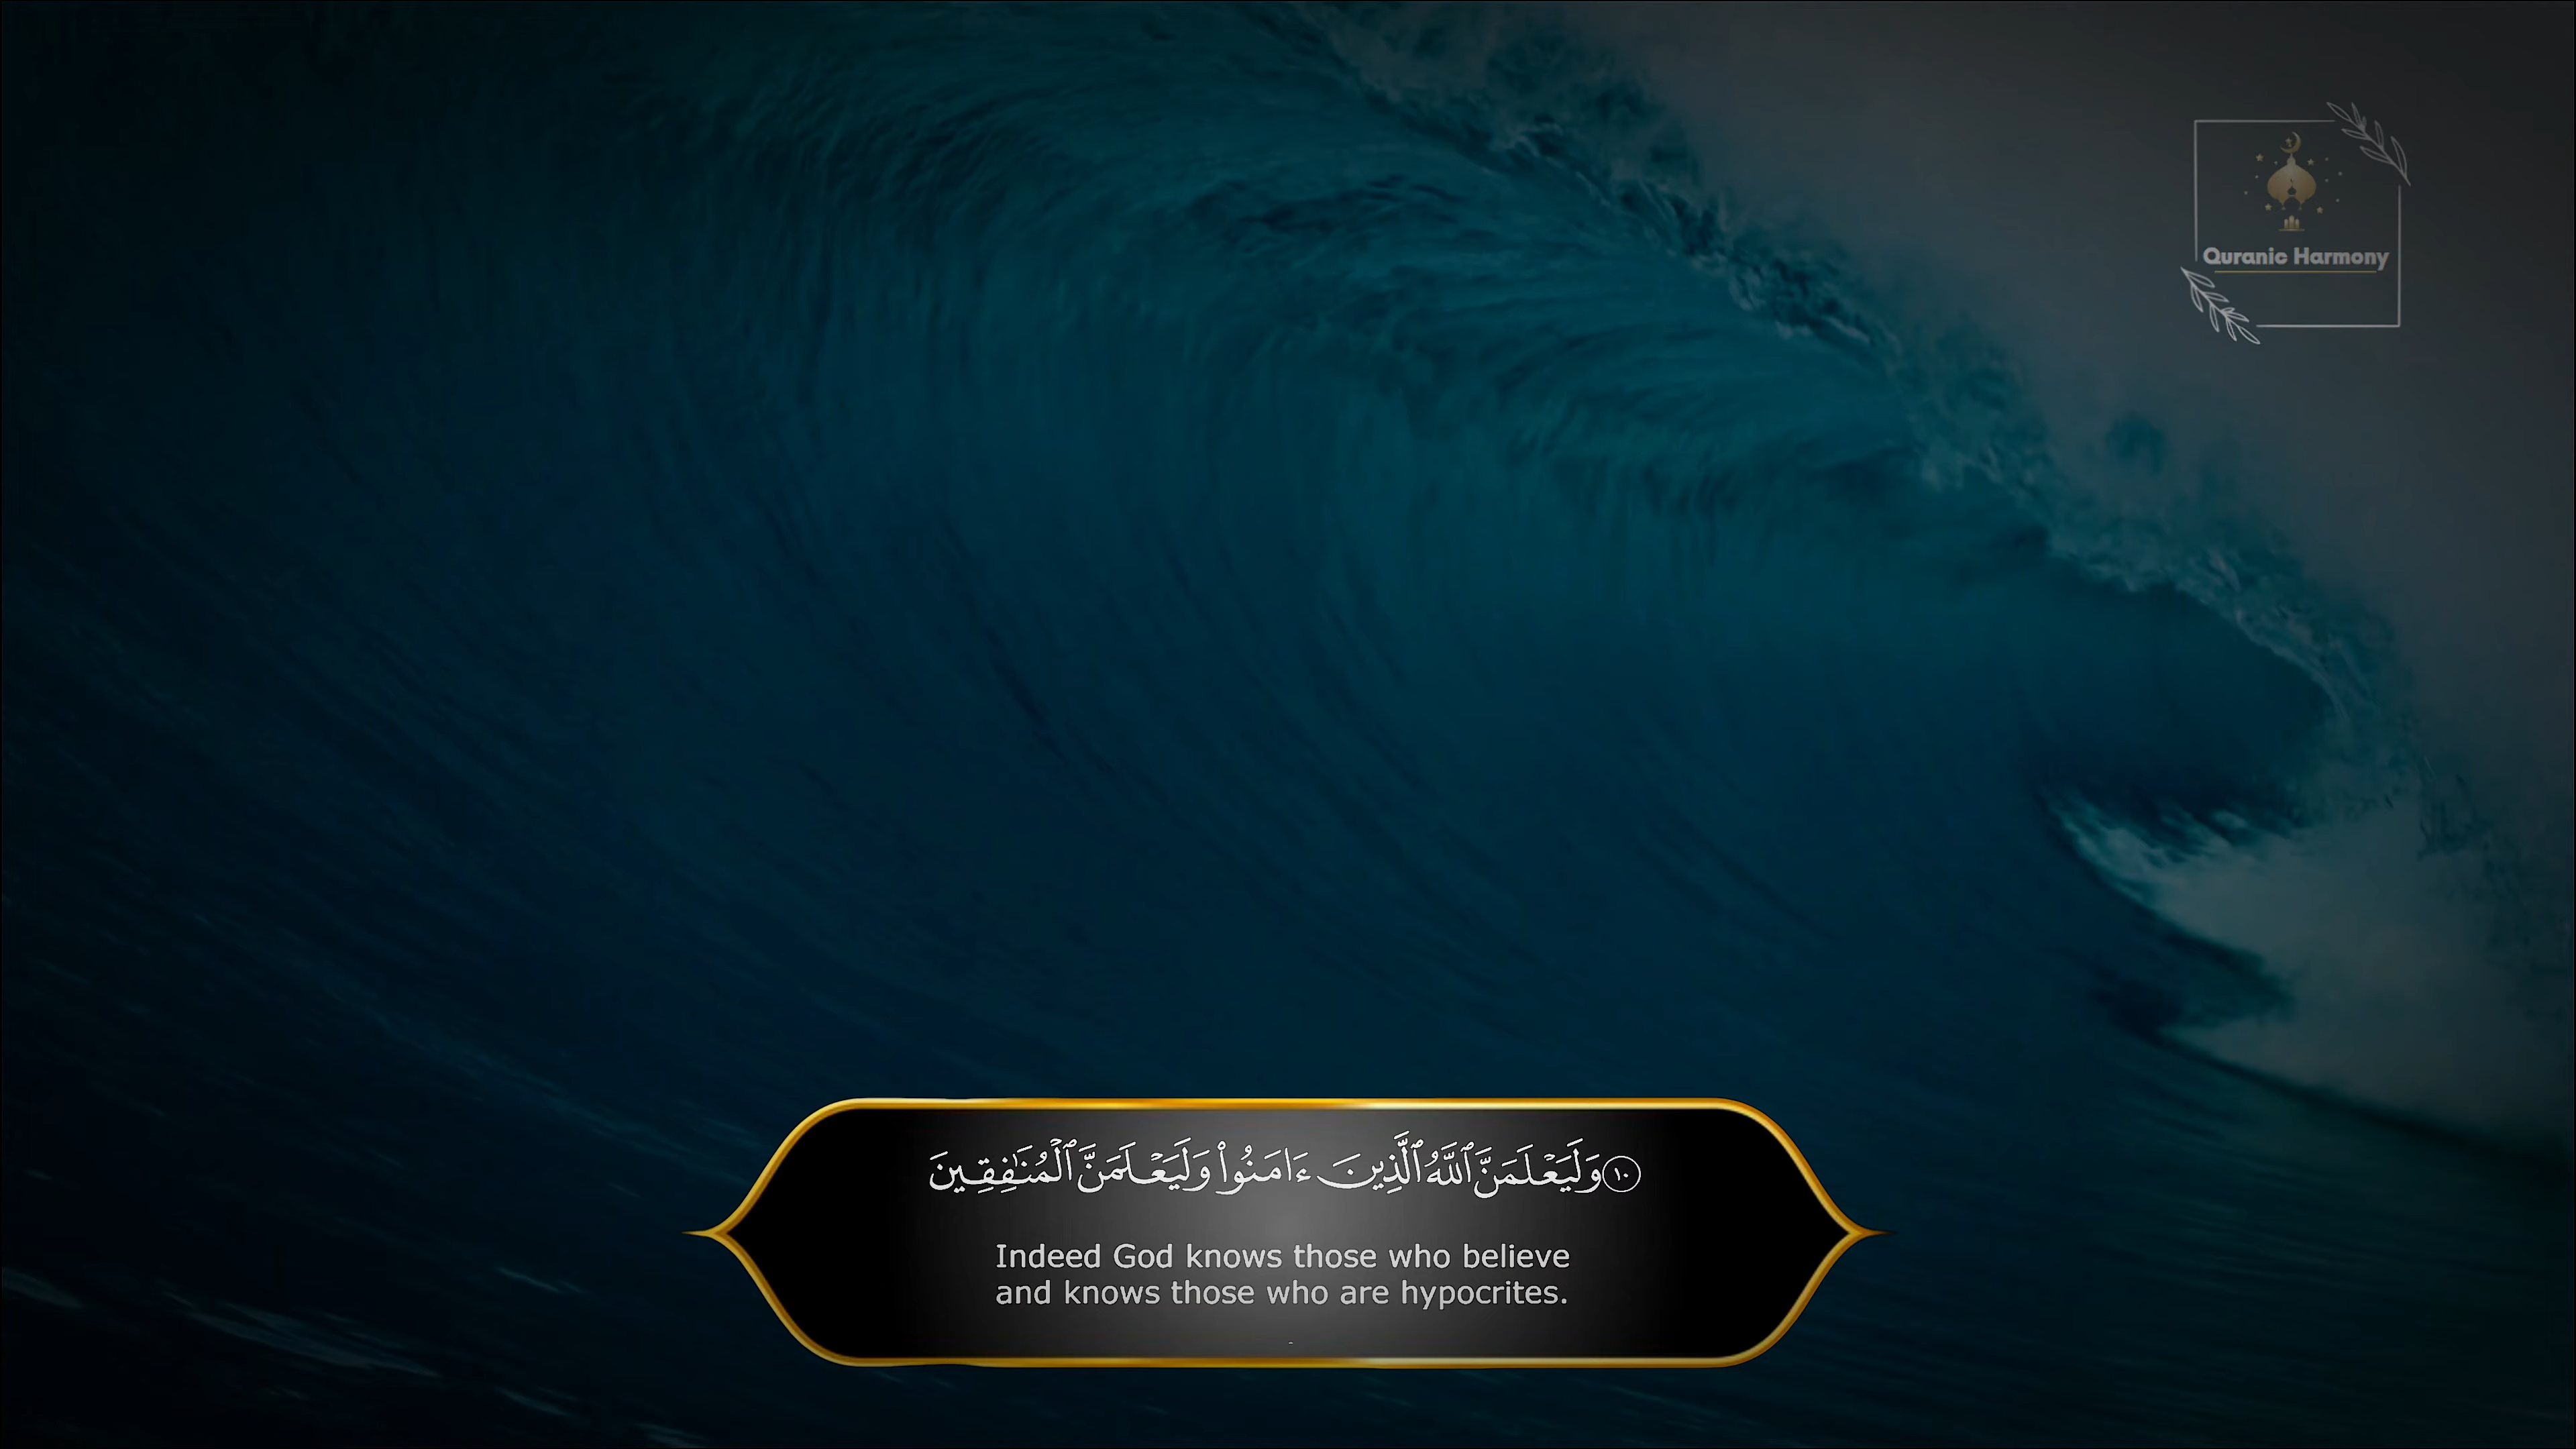 Quranic Harmony
۝١٠ وَلَيَعْلَمَنَّ ٱللَّهُ ٱلَّذِينَ ءَامَنُوا۟ وَلَيَعْلَمَنَّ ٱلْمُنَـٰفِقِينَ
Indeed God knows those who believe
and knows those who are hypocrites.